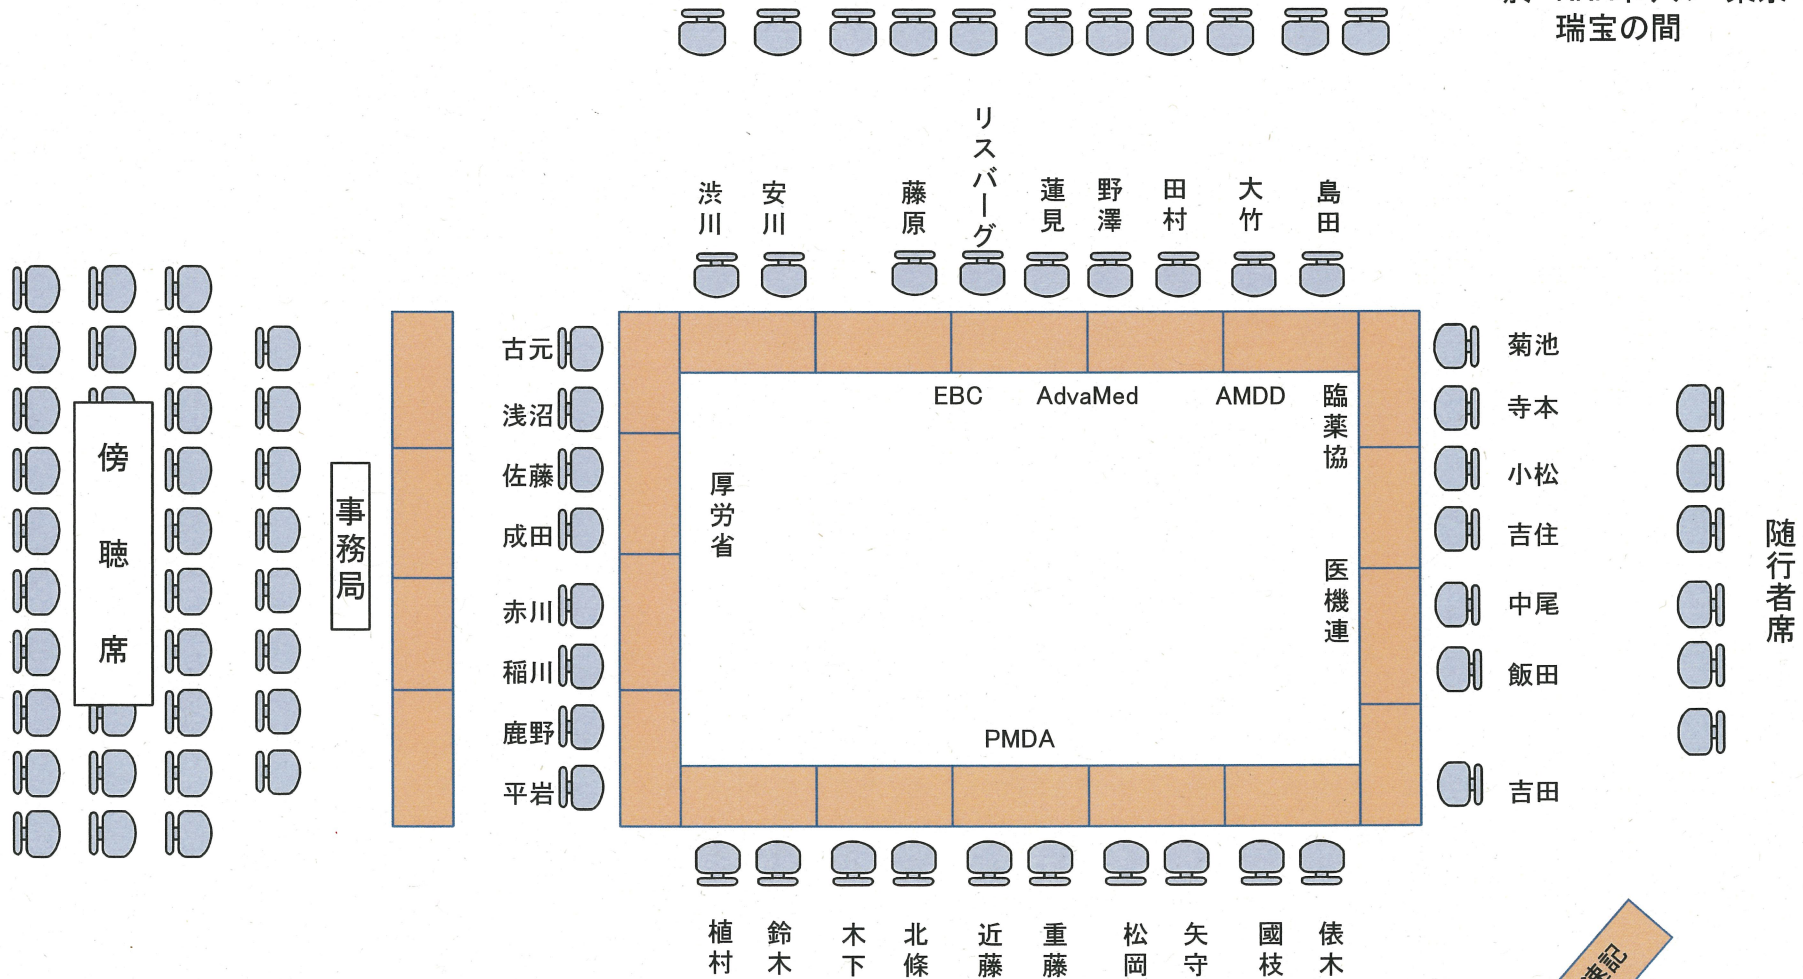 瑞宝の間
渋川
安川
藤原
リスバーグ
蓮見
野澤
田村
大竹
島田
古元
浅沼
佐藤
成田
赤川
稲川
鹿野
平岩
EBC
AdvaMed
AMDD
臨薬協
厚労省
医機連
PMDA
菊池
寺本
小松
吉住
中尾
飯田
吉田
随行者席
傍聴席
事務局
植村
鈴木
木下
北條
近藤
重藤
松岡
矢守
國枝
俵木
速記